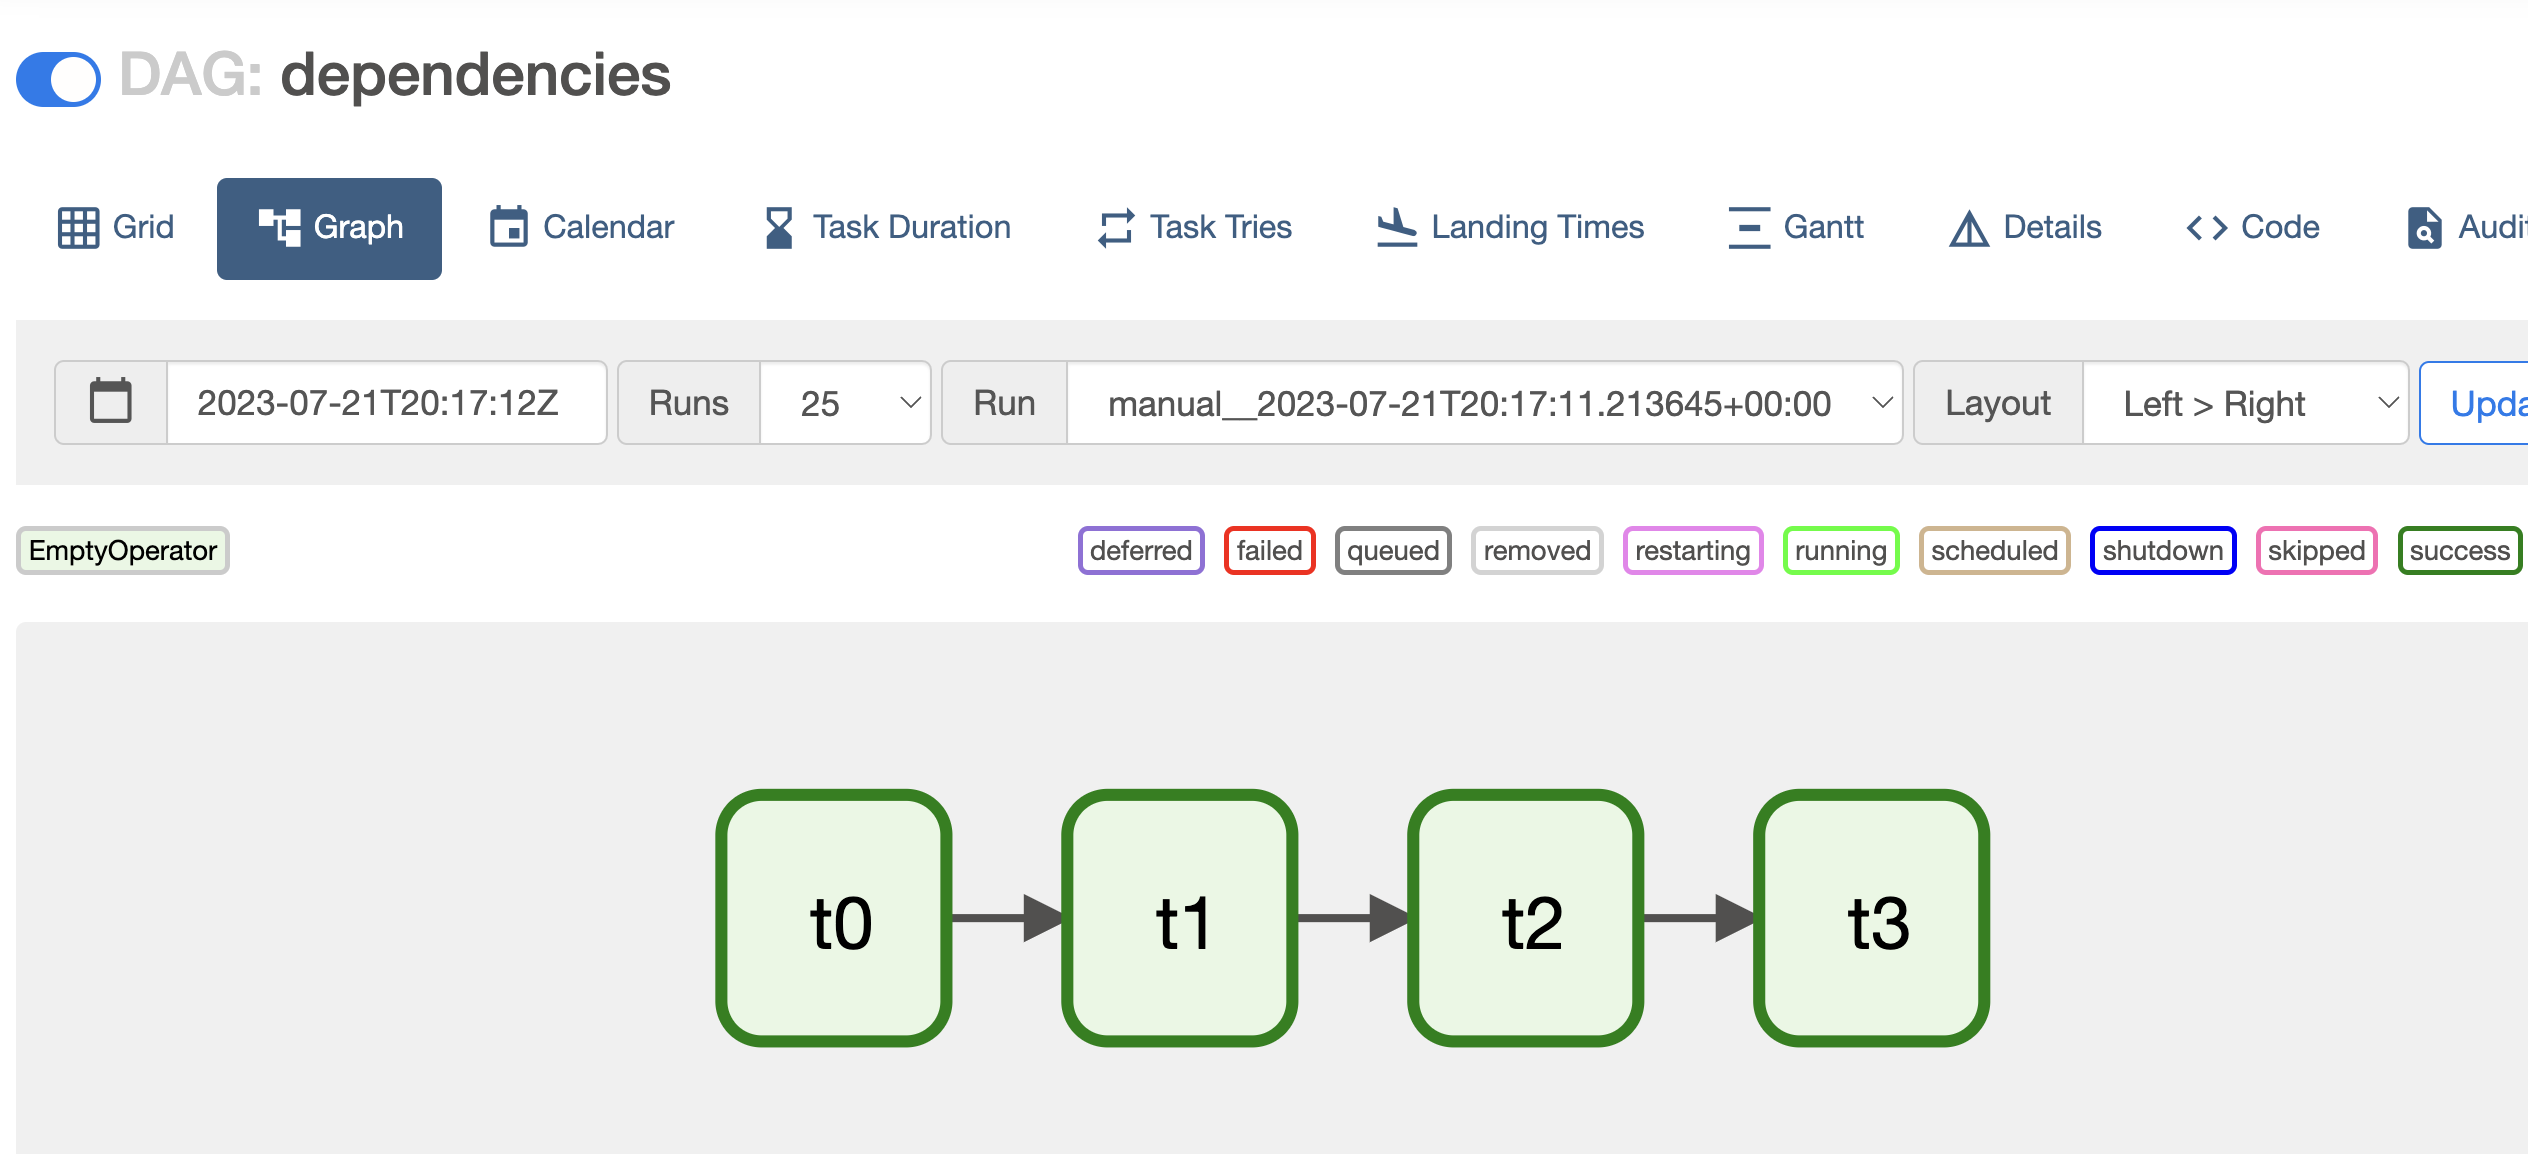 DAG: dependencies
Grid Graph Calendar Task Duration Task Tries Landing Times Gantt Details Code Audit
2023-07-21T20:17:12Z Runs 25 Run manual__2023-07-21T20:17:11.213645+00:00 Layout Left > Right Upda
EmptyOperator deferred failed queued removed restarting running scheduled shutdown skipped success
t0 t1 t2 t3